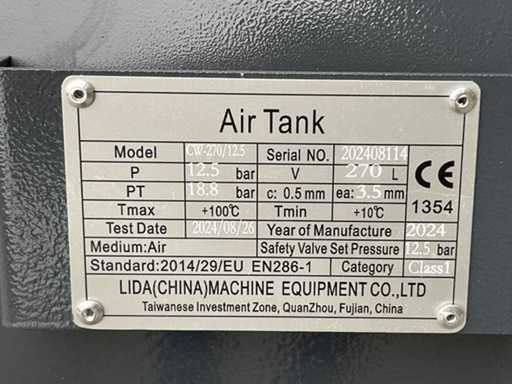 Air Tank
Model CW-270/12.5 Serial NO. 202408114
P 12.5 bar V 270 L
PT 18.8 bar c: 0.5 mm ea: 3.5 mm
CE 1354
Tmax +100℃ Tmin +10℃
Test Date 2024/08/26 Year of Manufacture 2024
Medium:Air Safety Valve Set Pressure 12.5 bar
Standard:2014/29/EU EN286-1 Category Class1
LIDA(CHINA)MACHINE EQUIPMENT CO.,LTD
Taiwanese Investment Zone, QuanZhou, Fujian, China